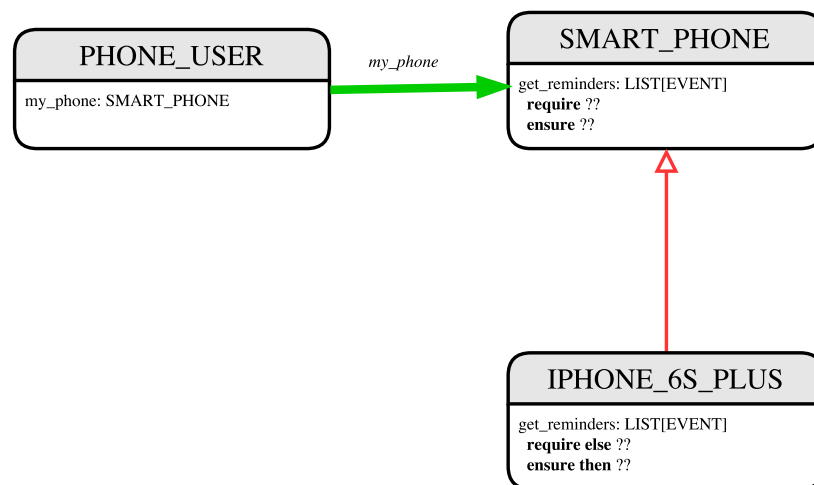 PHONE_USER
my_phone: SMART_PHONE
my_phone
SMART_PHONE
get_reminders: LIST[EVENT]
require ??
ensure ??
IPHONE_6S_PLUS
get_reminders: LIST[EVENT]
require else ??
ensure then ??